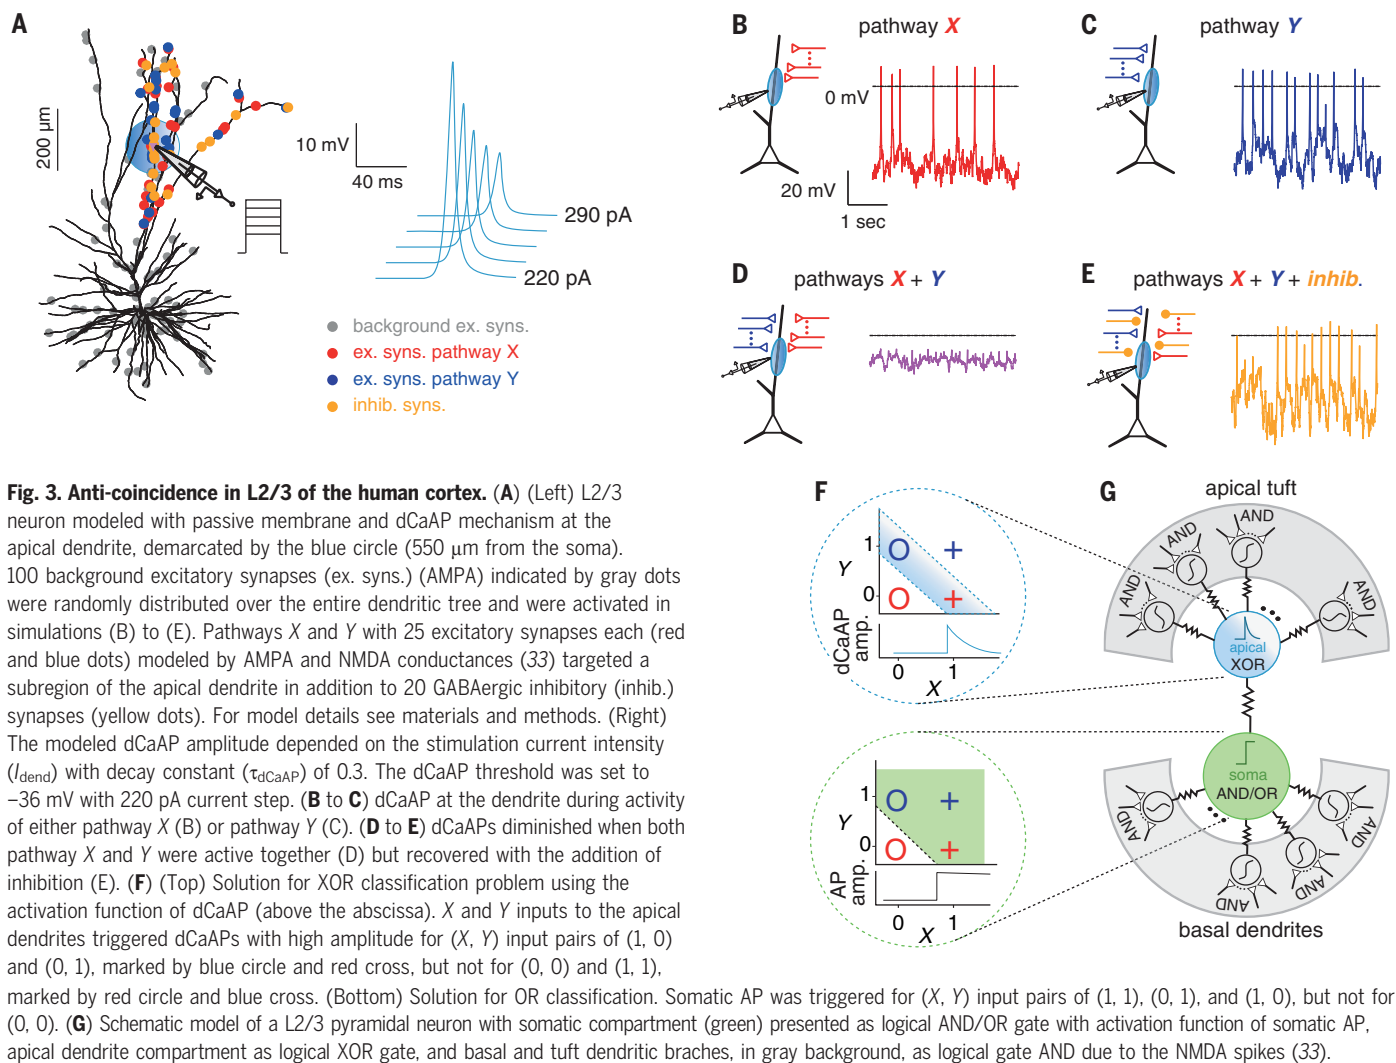 A
200 µm
10 mV
40 ms
290 pA
220 pA
background ex. syns.
ex. syns. pathway X
ex. syns. pathway Y
inhib. syns.
B
pathway X
0 mV
20 mV
1 sec
C
pathway Y
D
pathways X + Y
E
pathways X + Y + inhib.
Fig. 3. Anti-coincidence in L2/3 of the human cortex. (A) (Left) L2/3
neuron modeled with passive membrane and dCaAP mechanism at the
apical dendrite, demarcated by the blue circle (550 µm from the soma).
100 background excitatory synapses (ex. syns.) (AMPA) indicated by gray dots
were randomly distributed over the entire dendritic tree and were activated in
simulations (B) to (E). Pathways X and Y with 25 excitatory synapses each (red
and blue dots) modeled by AMPA and NMDA conductances (33) targeted a
subregion of the apical dendrite in addition to 20 GABAergic inhibitory (inhib.)
synapses (yellow dots). For model details see materials and methods. (Right)
The modeled dCaAP amplitude depended on the stimulation current intensity
(Idend) with decay constant (τdCaAP) of 0.3. The dCaAP threshold was set to
−36 mV with 220 pA current step. (B to C) dCaAP at the dendrite during activity
of either pathway X (B) or pathway Y (C). (D to E) dCaAPs diminished when both
pathway X and Y were active together (D) but recovered with the addition of
inhibition (E). (F) (Top) Solution for XOR classification problem using the
activation function of dCaAP (above the abscissa). X and Y inputs to the apical
dendrites triggered dCaAPs with high amplitude for (X, Y) input pairs of (1, 0)
and (0, 1), marked by blue circle and red cross, but not for (0, 0) and (1, 1),
marked by red circle and blue cross. (Bottom) Solution for OR classification. Somatic AP was triggered for (X, Y) input pairs of (1, 1), (0, 1), and (1, 0), but not for
(0, 0). (G) Schematic model of a L2/3 pyramidal neuron with somatic compartment (green) presented as logical AND/OR gate with activation function of somatic AP,
apical dendrite compartment as logical XOR gate, and basal and tuft dendritic braches, in gray background, as logical gate AND due to the NMDA spikes (33).
F
1
Y
0
O +
O +
dCaAP
amp.
0 1
X
1
Y
0
O +
O +
AP
amp.
0 1
X
G
apical tuft
AND
AND
AND
AND
apical
XOR
soma
AND/OR
AND
AND
AND
AND
basal dendrites